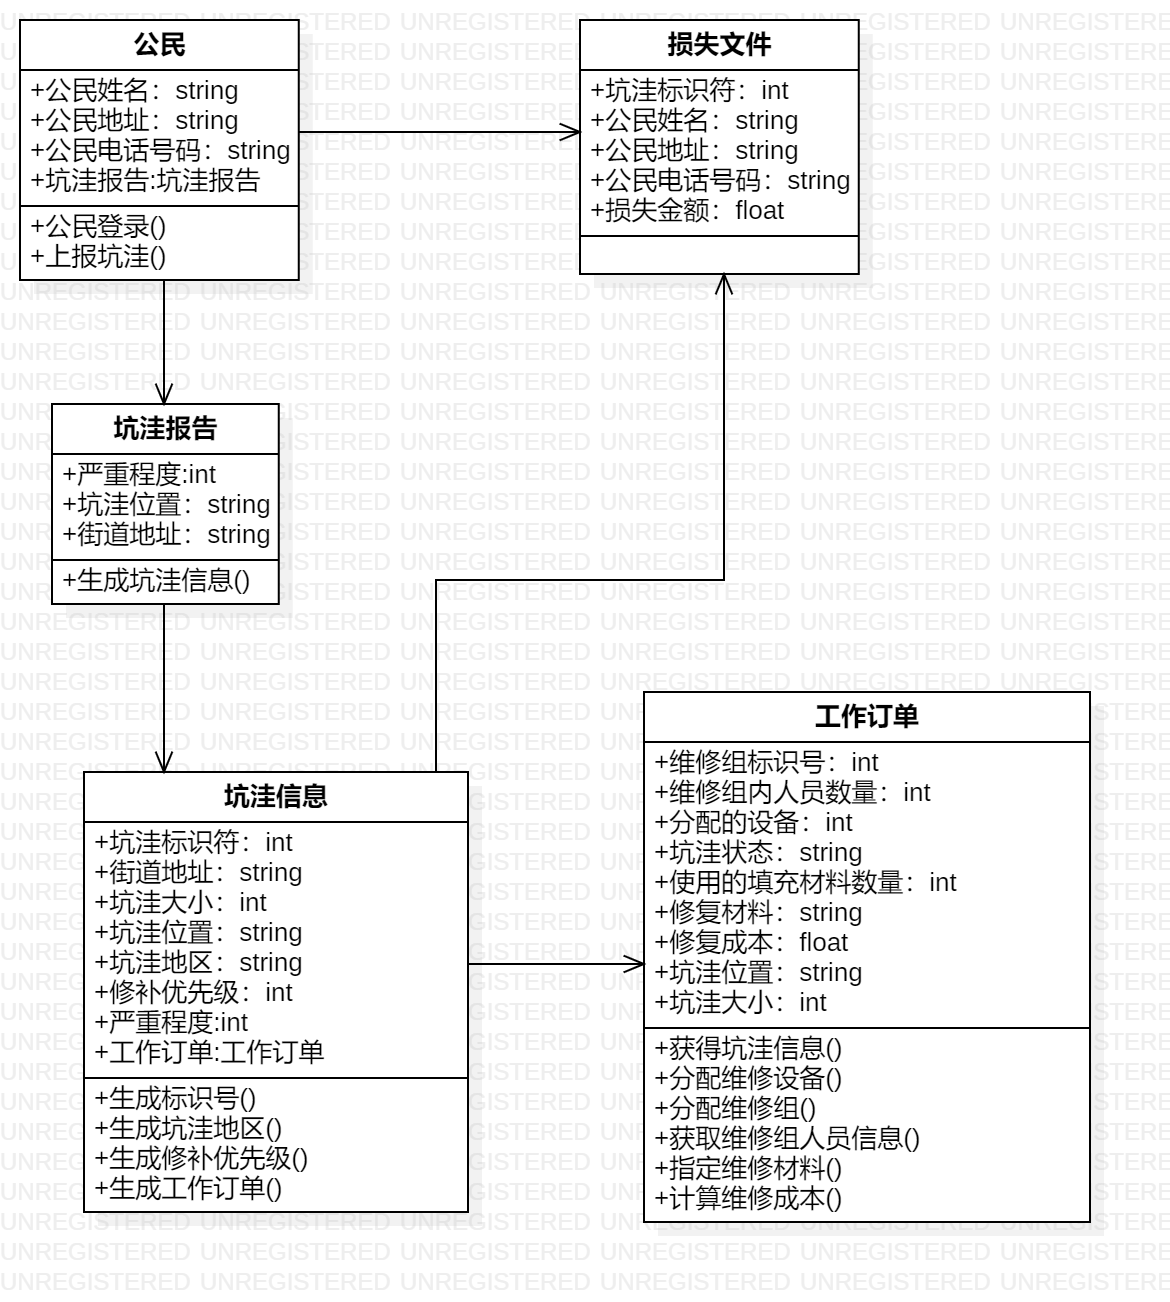 公民
+公民姓名：string
+公民地址：string
+公民电话号码：string
+坑洼报告:坑洼报告
+公民登录()
+上报坑洼()
损失文件
+坑洼标识符：int
+公民姓名：string
+公民地址：string
+公民电话号码：string
+损失金额：float
坑洼报告
+严重程度:int
+坑洼位置：string
+街道地址：string
+生成坑洼信息()
坑洼信息
+坑洼标识符：int
+街道地址：string
+坑洼大小：int
+坑洼位置：string
+坑洼地区：string
+修补优先级：int
+严重程度:int
+工作订单:工作订单
+生成标识号()
+生成坑洼地区()
+生成修补优先级()
+生成工作订单()
工作订单
+维修组标识号：int
+维修组内人员数量：int
+分配的设备：int
+坑洼状态：string
+使用的填充材料数量：int
+修复材料：string
+修复成本：float
+坑洼位置：string
+坑洼大小：int
+获得坑洼信息()
+分配维修设备()
+分配维修组()
+获取维修组人员信息()
+指定维修材料()
+计算维修成本()
UNREGISTERED